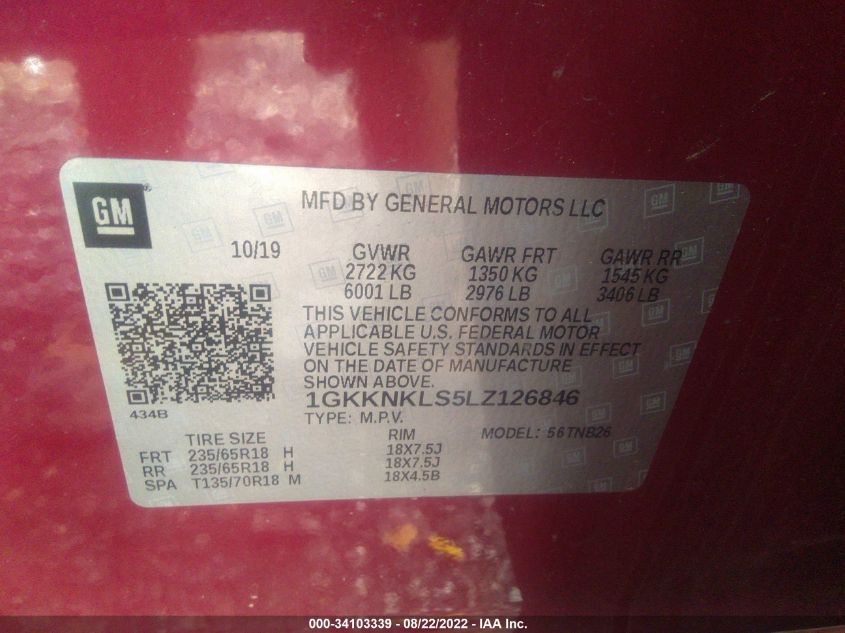 GM
MFD BY GENERAL MOTORS LLC
10/19 GVWR GAWR FRT GAWR RR
2722 KG 1350 KG 1545 KG
6001 LB 2976 LB 3406 LB
THIS VEHICLE CONFORMS TO ALL
APPLICABLE U.S. FEDERAL MOTOR
VEHICLE SAFETY STANDARDS IN EFFECT
ON THE DATE OF MANUFACTURE
SHOWN ABOVE.
434B
1GKKNKLS5LZ126846
TYPE: M.P.V. MODEL: 56TNB26
TIRE SIZE RIM
FRT 235/65R18 H 18X7.5J
RR 235/65R18 H 18X7.5J
SPA T135/70R18 M 18X4.5B
000-34103339 - 08/22/2022 - IAA Inc.